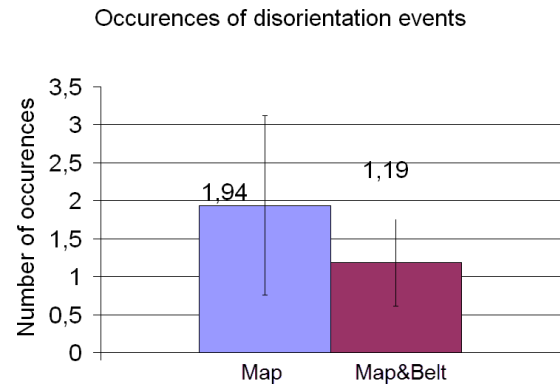 Occurences of disorientation events
Number of occurences
3,5
3
2,5
2
1,5
1
0,5
0
1,94
1,19
Map
Map&Belt